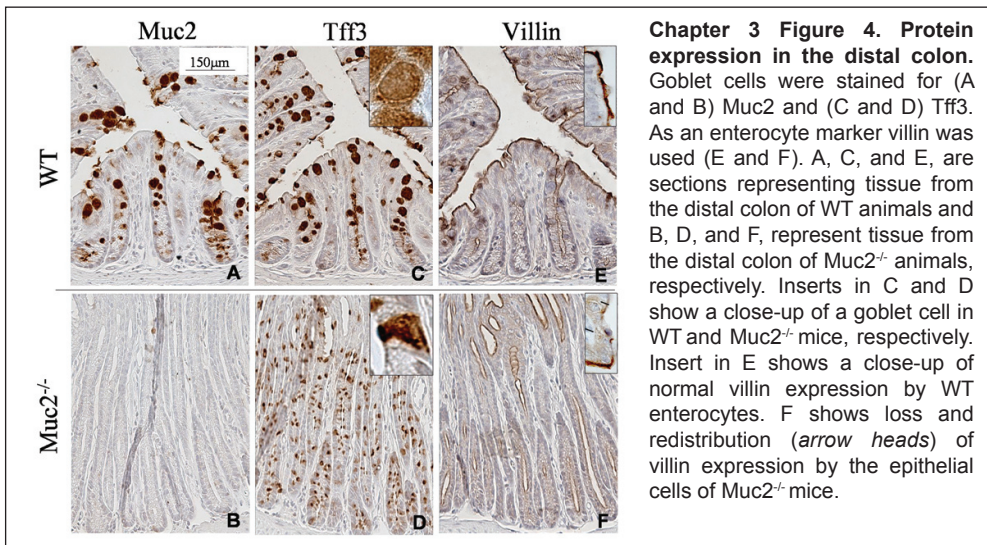 Muc2
Tff3
Villin
150µm
WT
A
C
E
Muc2-/-
B
D
F
Chapter 3 Figure 4. Protein
expression in the distal colon.
Goblet cells were stained for (A
and B) Muc2 and (C and D) Tff3.
As an enterocyte marker villin was
used (E and F). A, C, and E, are
sections representing tissue from
the distal colon of WT animals and
B, D, and F, represent tissue from
the distal colon of Muc2-/- animals,
respectively. Inserts in C and D
show a close-up of a goblet cell in
WT and Muc2-/- mice, respectively.
Insert in E shows a close-up of
normal villin expression by WT
enterocytes. F shows loss and
redistribution (arrow heads) of
villin expression by the epithelial
cells of Muc2-/- mice.